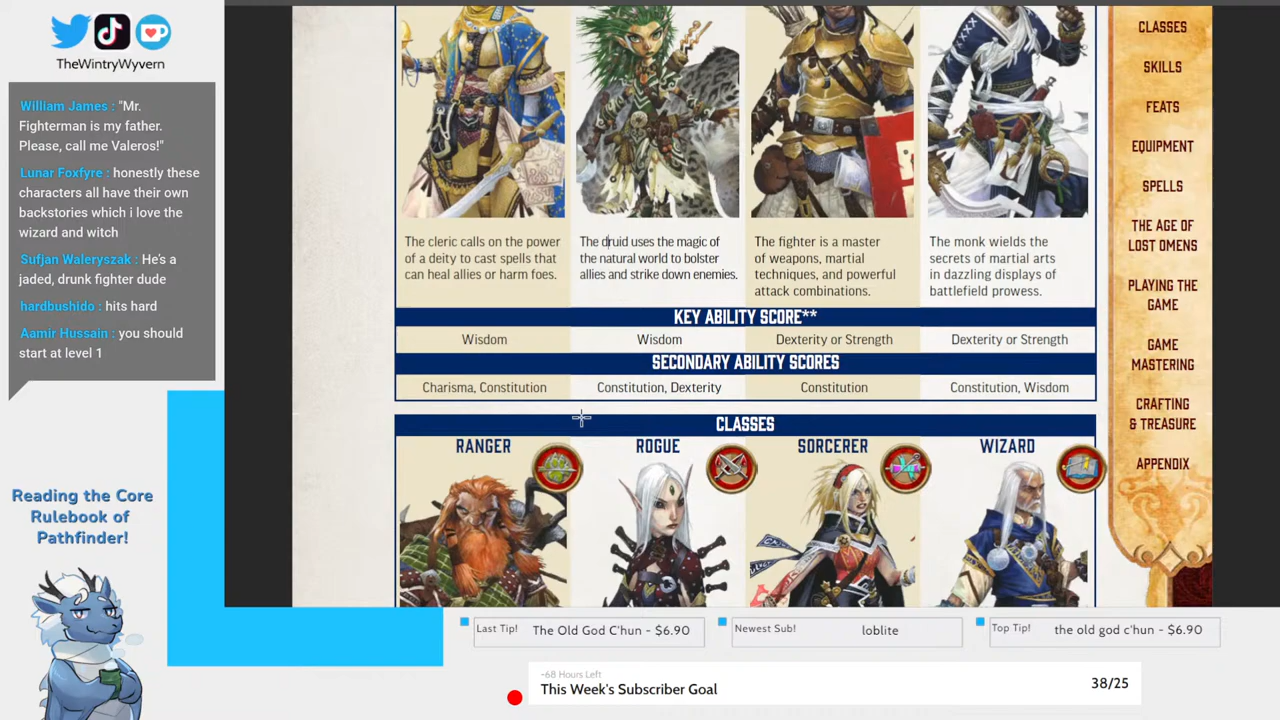 TheWintryWyvern
William James : "Mr.
Fighterman is my father.
Please, call me Valeros!"
Lunar Foxfyre : honestly these
characters all have their own
backstories which i love the
wizard and witch
Sufjan Waleryszak : He's a
jaded, drunk fighter dude
hardbushido : hits hard
Aamir Hussain : you should
start at level 1
Reading the Core
Rulebook of
Pathfinder!
The cleric calls on the power
of a deity to cast spells that
can heal allies or harm foes.
The druid uses the magic of
the natural world to bolster
allies and strike down enemies.
The fighter is a master
of weapons, martial
techniques, and powerful
attack combinations.
The monk wields the
secrets of martial arts
in dazzling displays of
battlefield prowess.
KEY ABILITY SCORE**
Wisdom
Wisdom
Dexterity or Strength
Dexterity or Strength
SECONDARY ABILITY SCORES
Charisma, Constitution
Constitution, Dexterity
Constitution
Constitution, Wisdom
CLASSES
RANGER
ROGUE
SORCERER
WIZARD
CLASSES
SKILLS
FEATS
EQUIPMENT
SPELLS
THE AGE OF
LOST OMENS
PLAYING THE
GAME
GAME
MASTERING
CRAFTING
& TREASURE
APPENDIX
Last Tip!
The Old God C'hun - $6.90
Newest Sub!
loblite
Top Tip!
the old god c'hun - $6.90
~68 Hours Left
This Week's Subscriber Goal
38/25